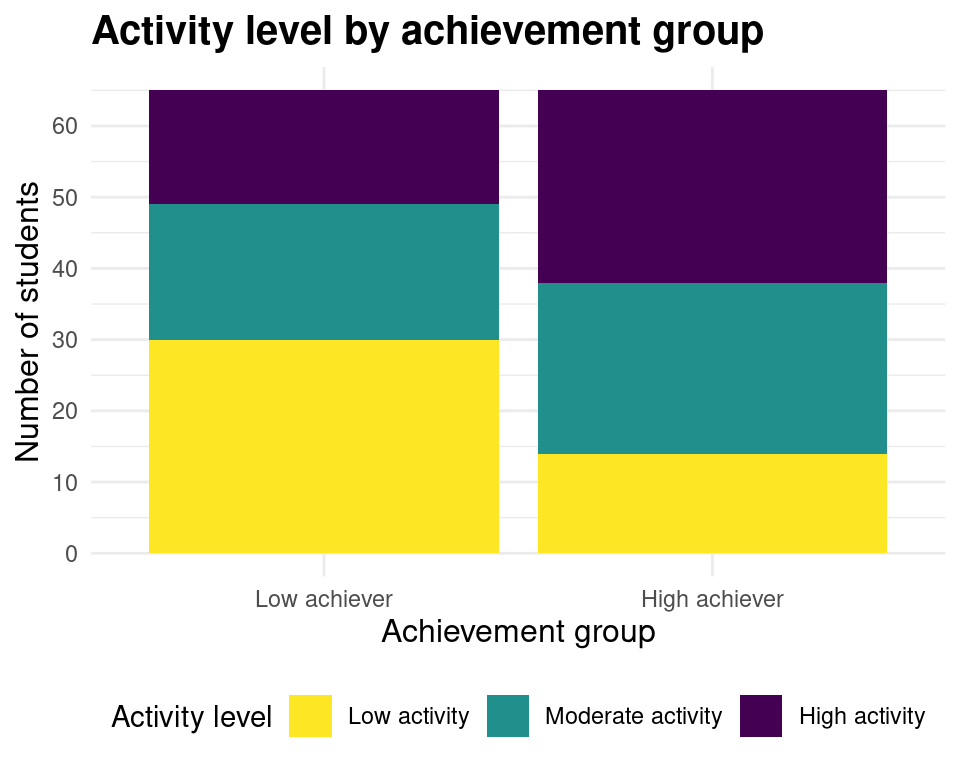 Activity level by achievement group
Number of students
60
50
40
30
20
10
0
Low achiever High achiever
Achievement group
Activity level Low activity Moderate activity High activity